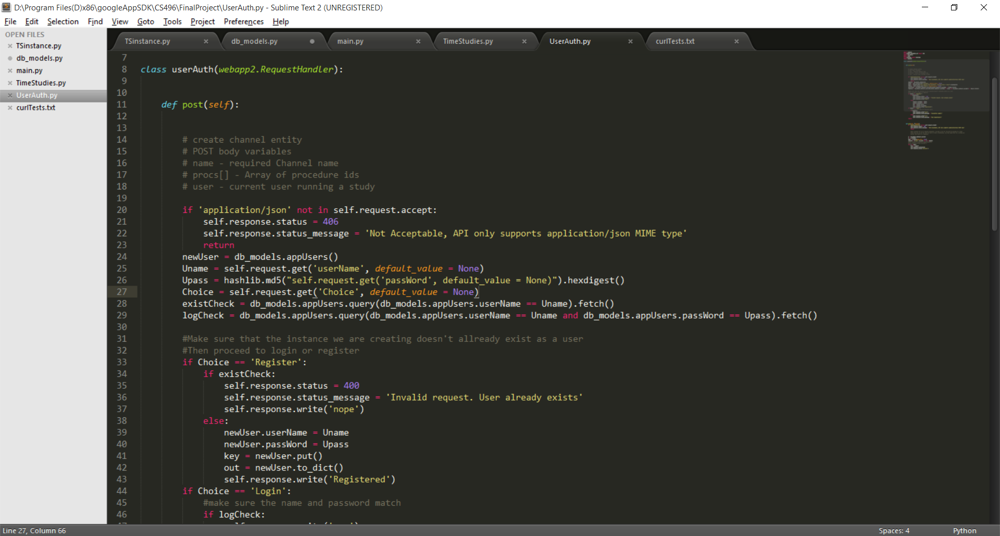 D:\Program Files(D)x86\googleAppSDK\CS496\FinalProject\UserAuth.py - Sublime Text 2 (UNREGISTERED)
File Edit Selection Find View Goto Tools Project Preferences Help
OPEN FILES
TSinstance.py
db_models.py
main.py
TimeStudies.py
UserAuth.py
curlTests.txt
TSinstance.py db_models.py main.py TimeStudies.py UserAuth.py curlTests.txt
7
8 class userAuth(webapp2.RequestHandler):
9
10
11 def post(self):
12
13
14 # create channel entity
15 # POST body variables
16 # name - required Channel name
17 # procs[] - Array of procedure ids
18 # user - current user running a study
19
20 if 'application/json' not in self.request.accept:
21 self.response.status = 406
22 self.response.status_message = 'Not Acceptable, API only supports application/json MIME type'
23 return
24 newUser = db_models.appUsers()
25 Uname = self.request.get('userName', default_value = None)
26 Upass = hashlib.md5("self.request.get('passWord', default_value = None)").hexdigest()
27 Choice = self.request.get('Choice', default_value = None)
28 existCheck = db_models.appUsers.query(db_models.appUsers.userName == Uname).fetch()
29 logCheck = db_models.appUsers.query(db_models.appUsers.userName == Uname and db_models.appUsers.passWord == Upass).fetch()
30
31 #Make sure that the instance we are creating doesn't allready exist as a user
32 #Then proceed to login or register
33 if Choice == 'Register':
34 if existCheck:
35 self.response.status = 400
36 self.response.status_message = 'Invalid request. User already exists'
37 self.response.write('nope')
38 else:
39 newUser.userName = Uname
40 newUser.passWord = Upass
41 key = newUser.put()
42 out = newUser.to_dict()
43 self.response.write('Registered')
44 if Choice == 'Login':
45 #make sure the name and password match
46 if logCheck:
Line 27, Column 66
Spaces: 4
Python